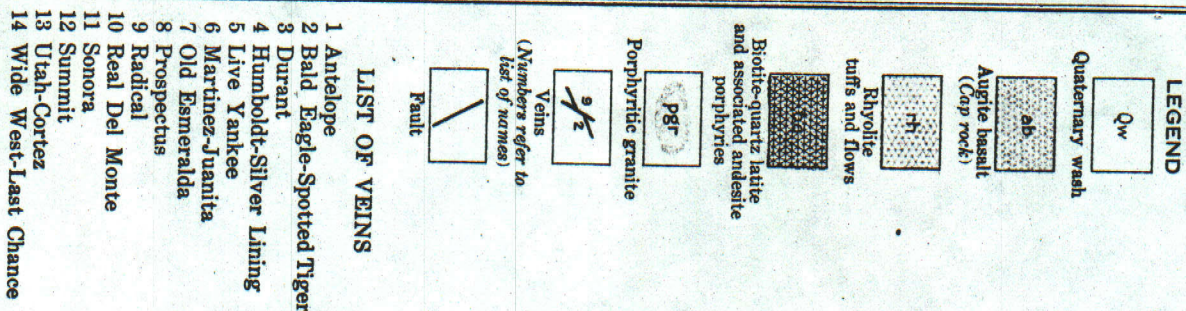 LEGEND
Qw
Quaternary wash
ab
Augite basalt
(Cap rock)
rh
Rhyolite
tuffs and flows
Biotite-quartz latite
and associated andesite
porphyries
pgr
Porphyritic granite
Veins
(Numbers refer to
list of names)
Fault
LIST OF VEINS
1 Antelope
2 Bald Eagle-Spotted Tiger
3 Durant
4 Humboldt-Silver Lining
5 Live Yankee
6 Martinez-Juanita
7 Old Esmeralda
8 Prospectus
9 Radical
10 Real Del Monte
11 Sonora
12 Summit
13 Utah-Cortez
14 Wide West-Last Chance